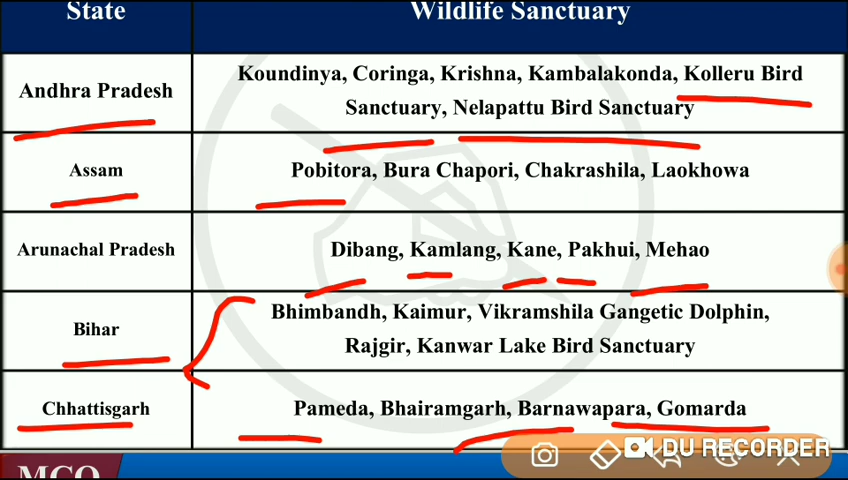 State
Wildlife Sanctuary
Andhra Pradesh
Koundinya, Coringa, Krishna, Kambalakonda, Kolleru Bird
Sanctuary, Nelapattu Bird Sanctuary
Assam
Pobitora, Bura Chapori, Chakrashila, Laokhowa
Arunachal Pradesh
Dibang, Kamlang, Kane, Pakhui, Mehao
Bihar
Bhimbandh, Kaimur, Vikramshila Gangetic Dolphin,
Rajgir, Kanwar Lake Bird Sanctuary
Chhattisgarh
Pameda, Bhairamgarh, Barnawapara, Gomarda
DU RECORDER
MCQ